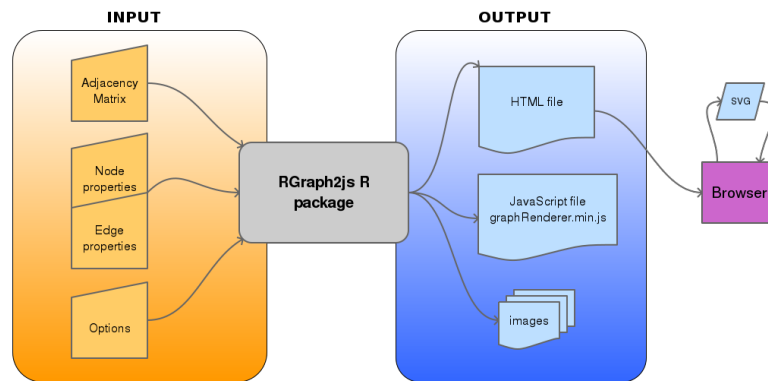 INPUT
OUTPUT
Adjacency
Matrix
Node
properties
Edge
properties
Options
RGraph2js R
package
HTML file
JavaScript file
graphRenderer.min.js
images
svg
Browser